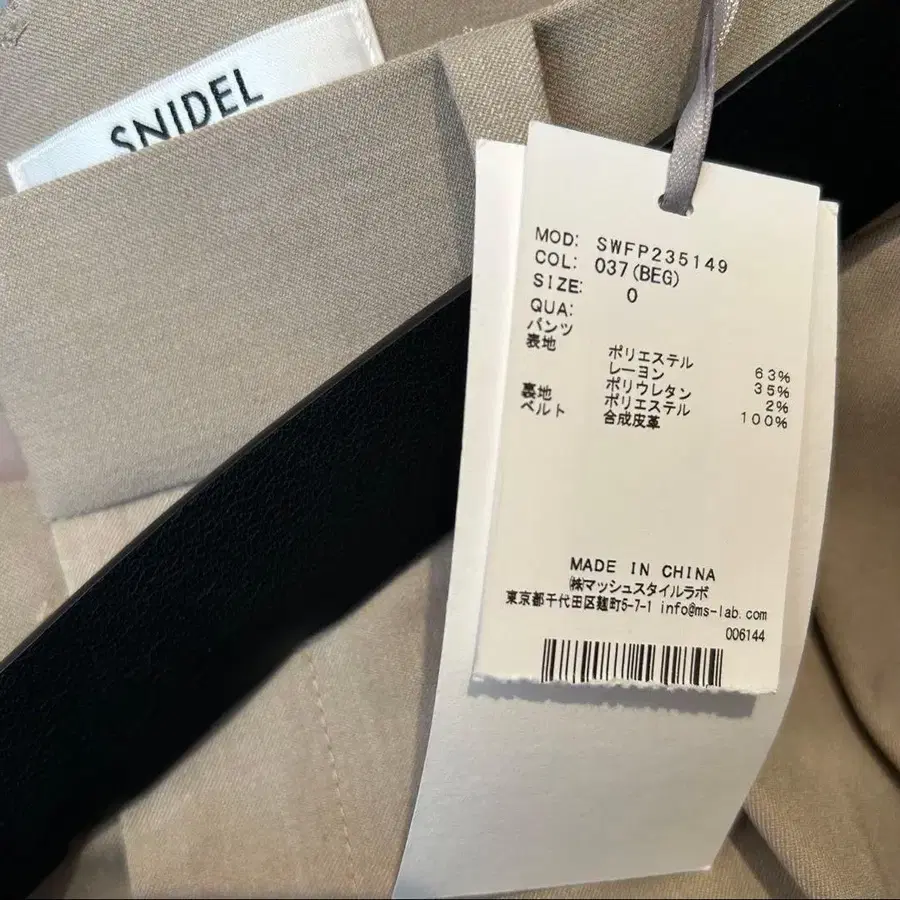 SNIDEL
MOD: SWFP235149
COL: 037(BEG)
SIZE: 0
QUA:
パンツ
表地 ポリエステル 63%
レーヨン 35%
ポリウレタン 2%
裏地 ポリエステル 100%
ベルト 合成皮革
MADE IN CHINA
㈱マッシュスタイルラボ
東京都千代田区麹町5-7-1 info@ms-lab.com
006144